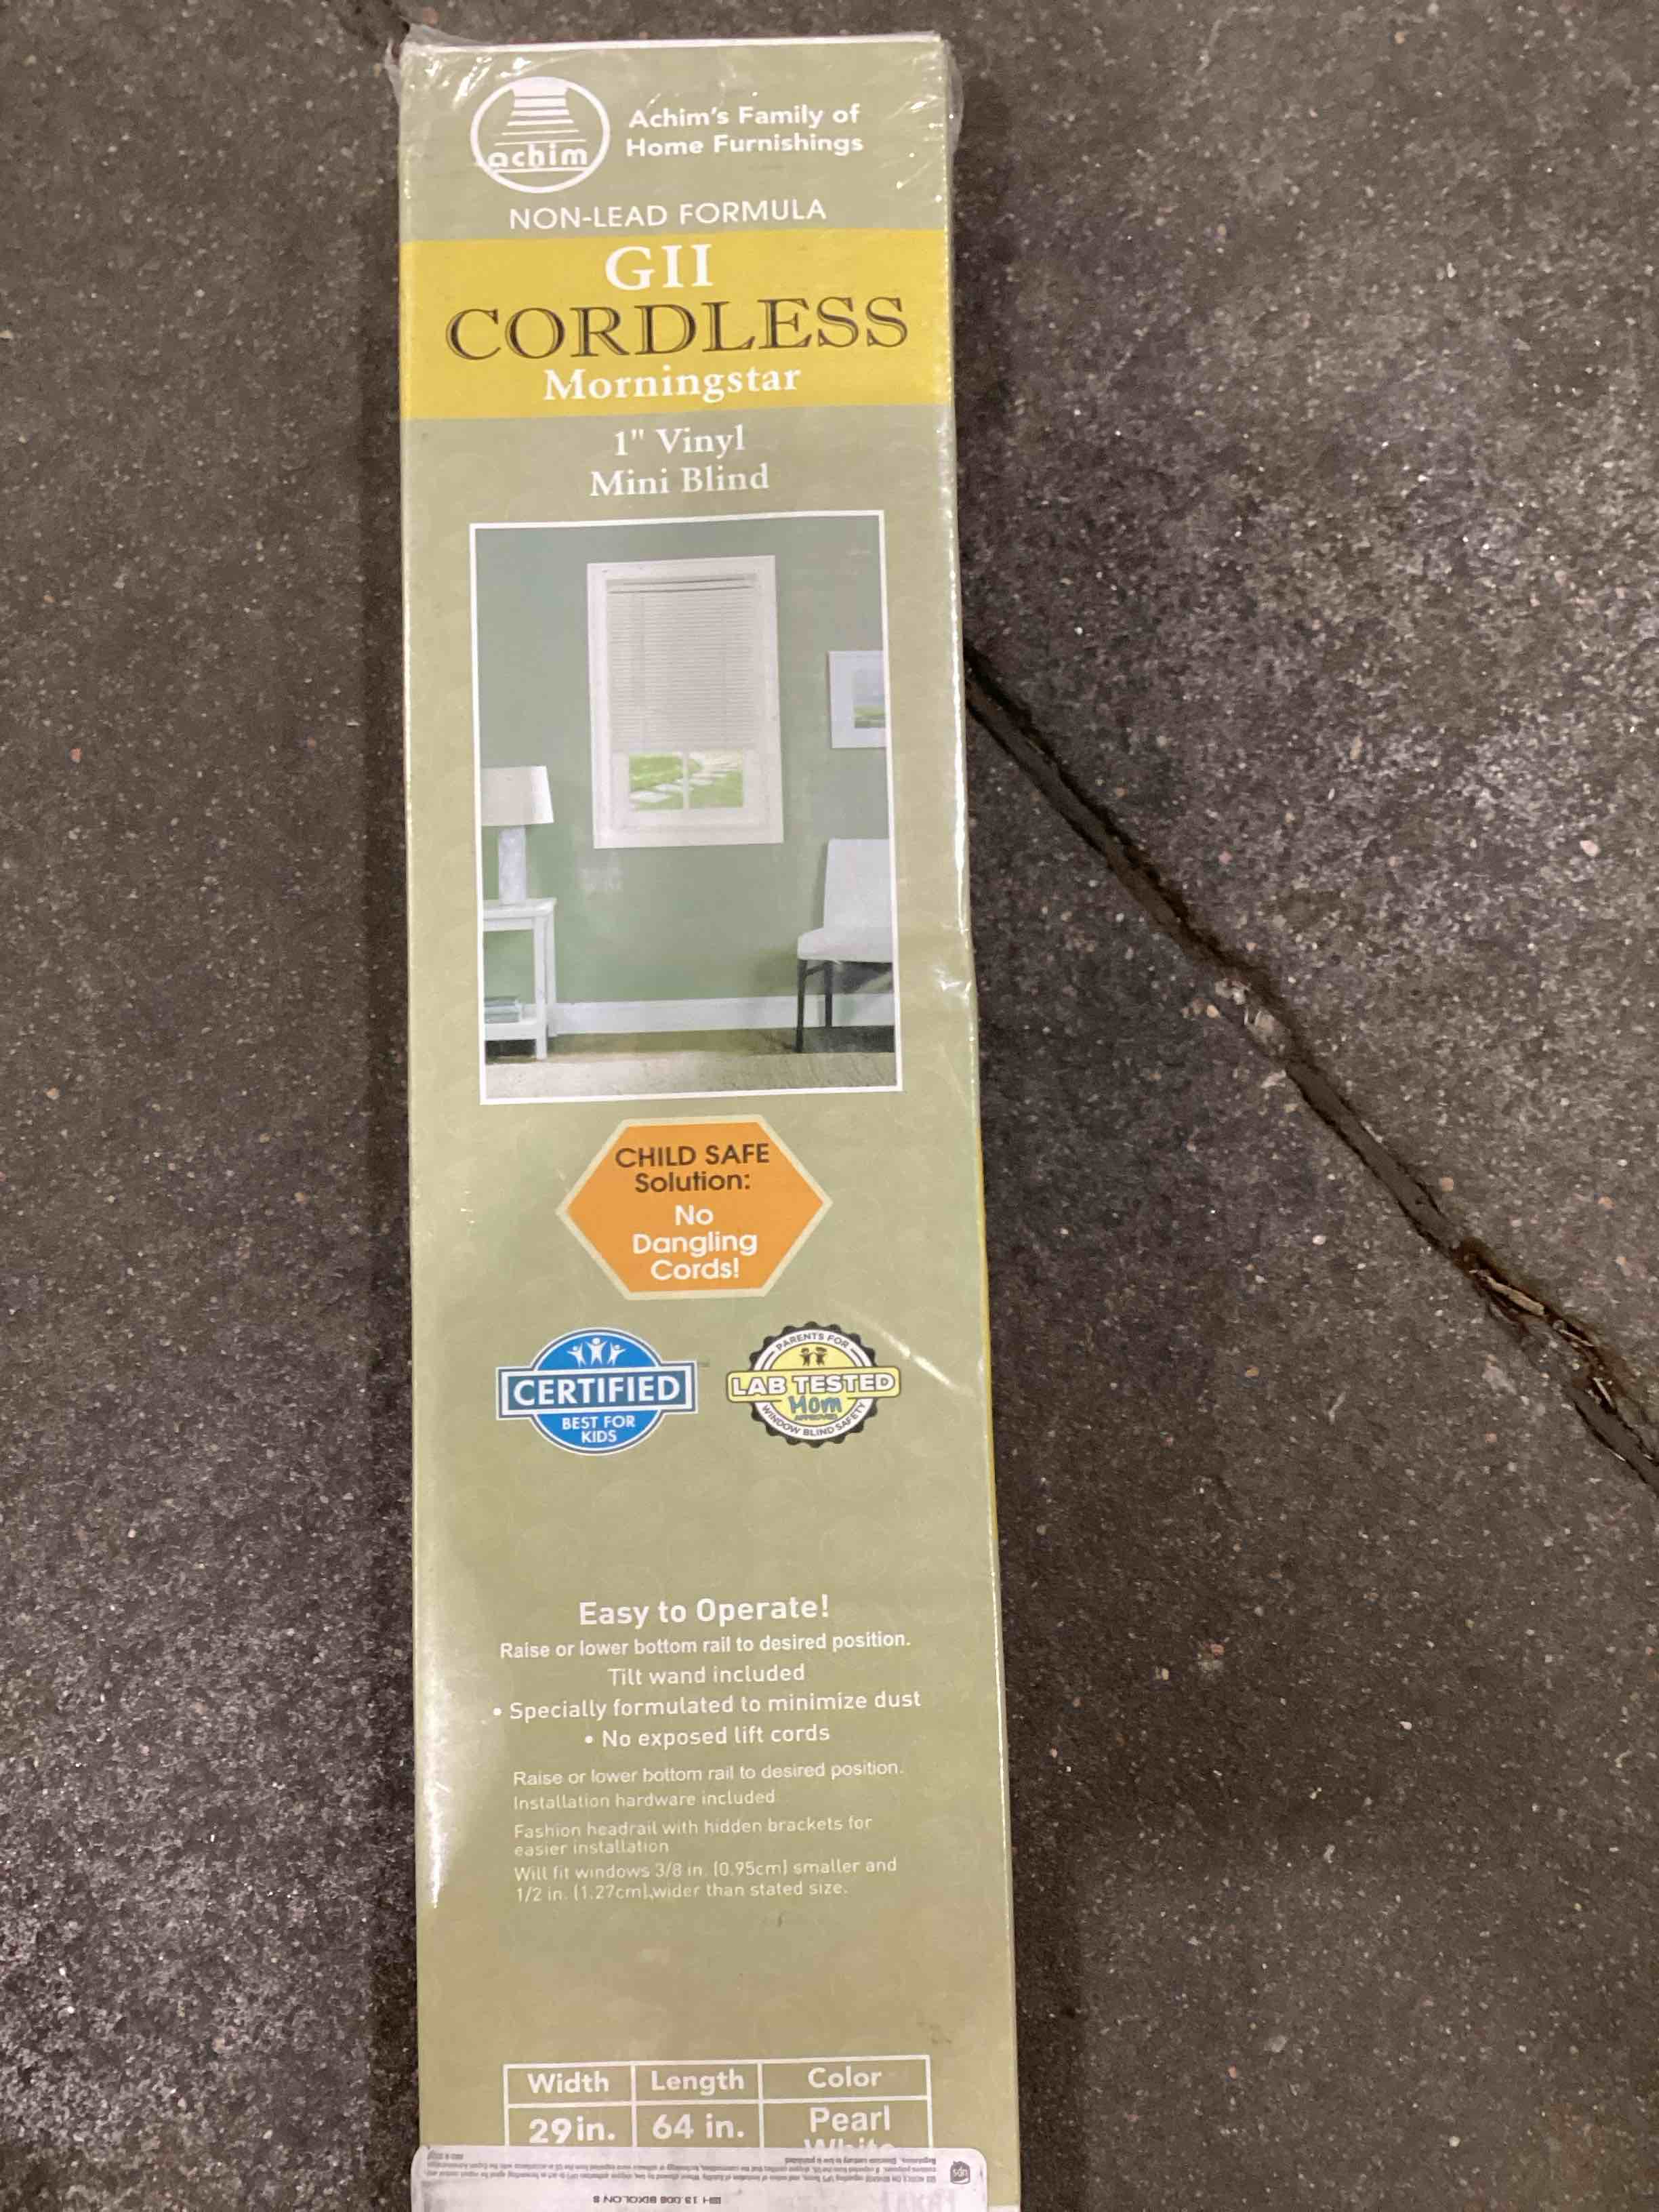 achim
Achim's Family of
Home Furnishings
NON-LEAD FORMULA
GII
CORDLESS
Morningstar
1" Vinyl
Mini Blind
CHILD SAFE
Solution:
No
Dangling
Cords!
CERTIFIED
BEST FOR
KIDS
PARENTS FOR
LAB TESTED
Mom
APPROVED
WINDOW BLIND SAFETY
Easy to Operate!
Raise or lower bottom rail to desired position.
Tilt wand included
• Specially formulated to minimize dust
• No exposed lift cords
Raise or lower bottom rail to desired position.
Installation hardware included
Fashion headrail with hidden brackets for
easier installation
Will fit windows 3/8 in. (0.95cm) smaller and
1/2 in. (1.27cm),wider than stated size.
Width Length Color
29in. 64 in. Pearl
White
ups